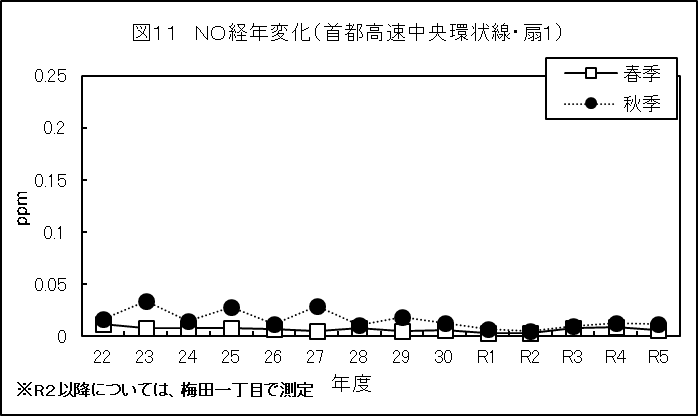 図11 NO経年変化(首都高速中央環状線・扇1)
春季
秋季
0.25
0.2
0.15
0.1
0.05
0
ppm
22 23 24 25 26 27 28 29 30 R1 R2 R3 R4 R5
年度
※R2以降については、梅田一丁目で測定